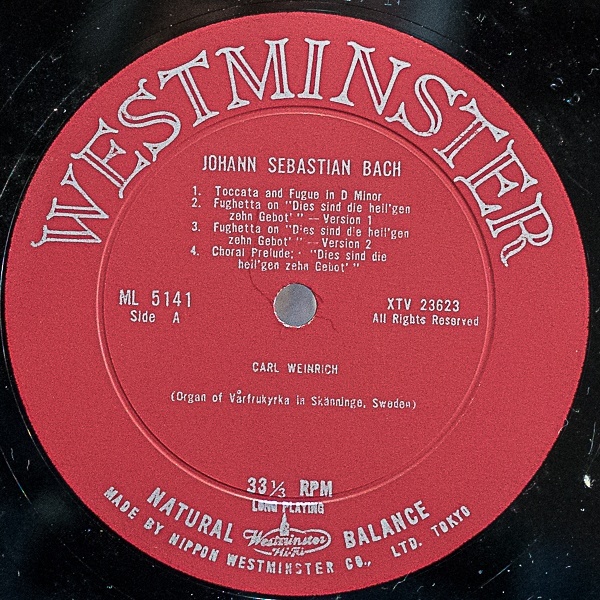 WESTMINSTER
JOHANN SEBASTIAN BACH
1. Toccata and Fugue in D Minor
2. Fughetta on "Dies sind die heil'gen
zehn Gebot' " -- Version 1
3. Fughetta on "Dies sind die heil'gen
zehn Gebot' " -- Version 2
4. Choral Prelude; · "Dies sind die
heil'gen zehn Gebot' "
ML 5141
Side A
XTV 23623
All Rights Reserved
CARL WEINRICH
(Organ of Vårfrukyrka in Skänninge, Sweden)
33 1/3 RPM
LONG PLAYING
NATURAL BALANCE
Westminster
Hi-Fi
MADE BY NIPPON WESTMINSTER CO., LTD. TOKYO